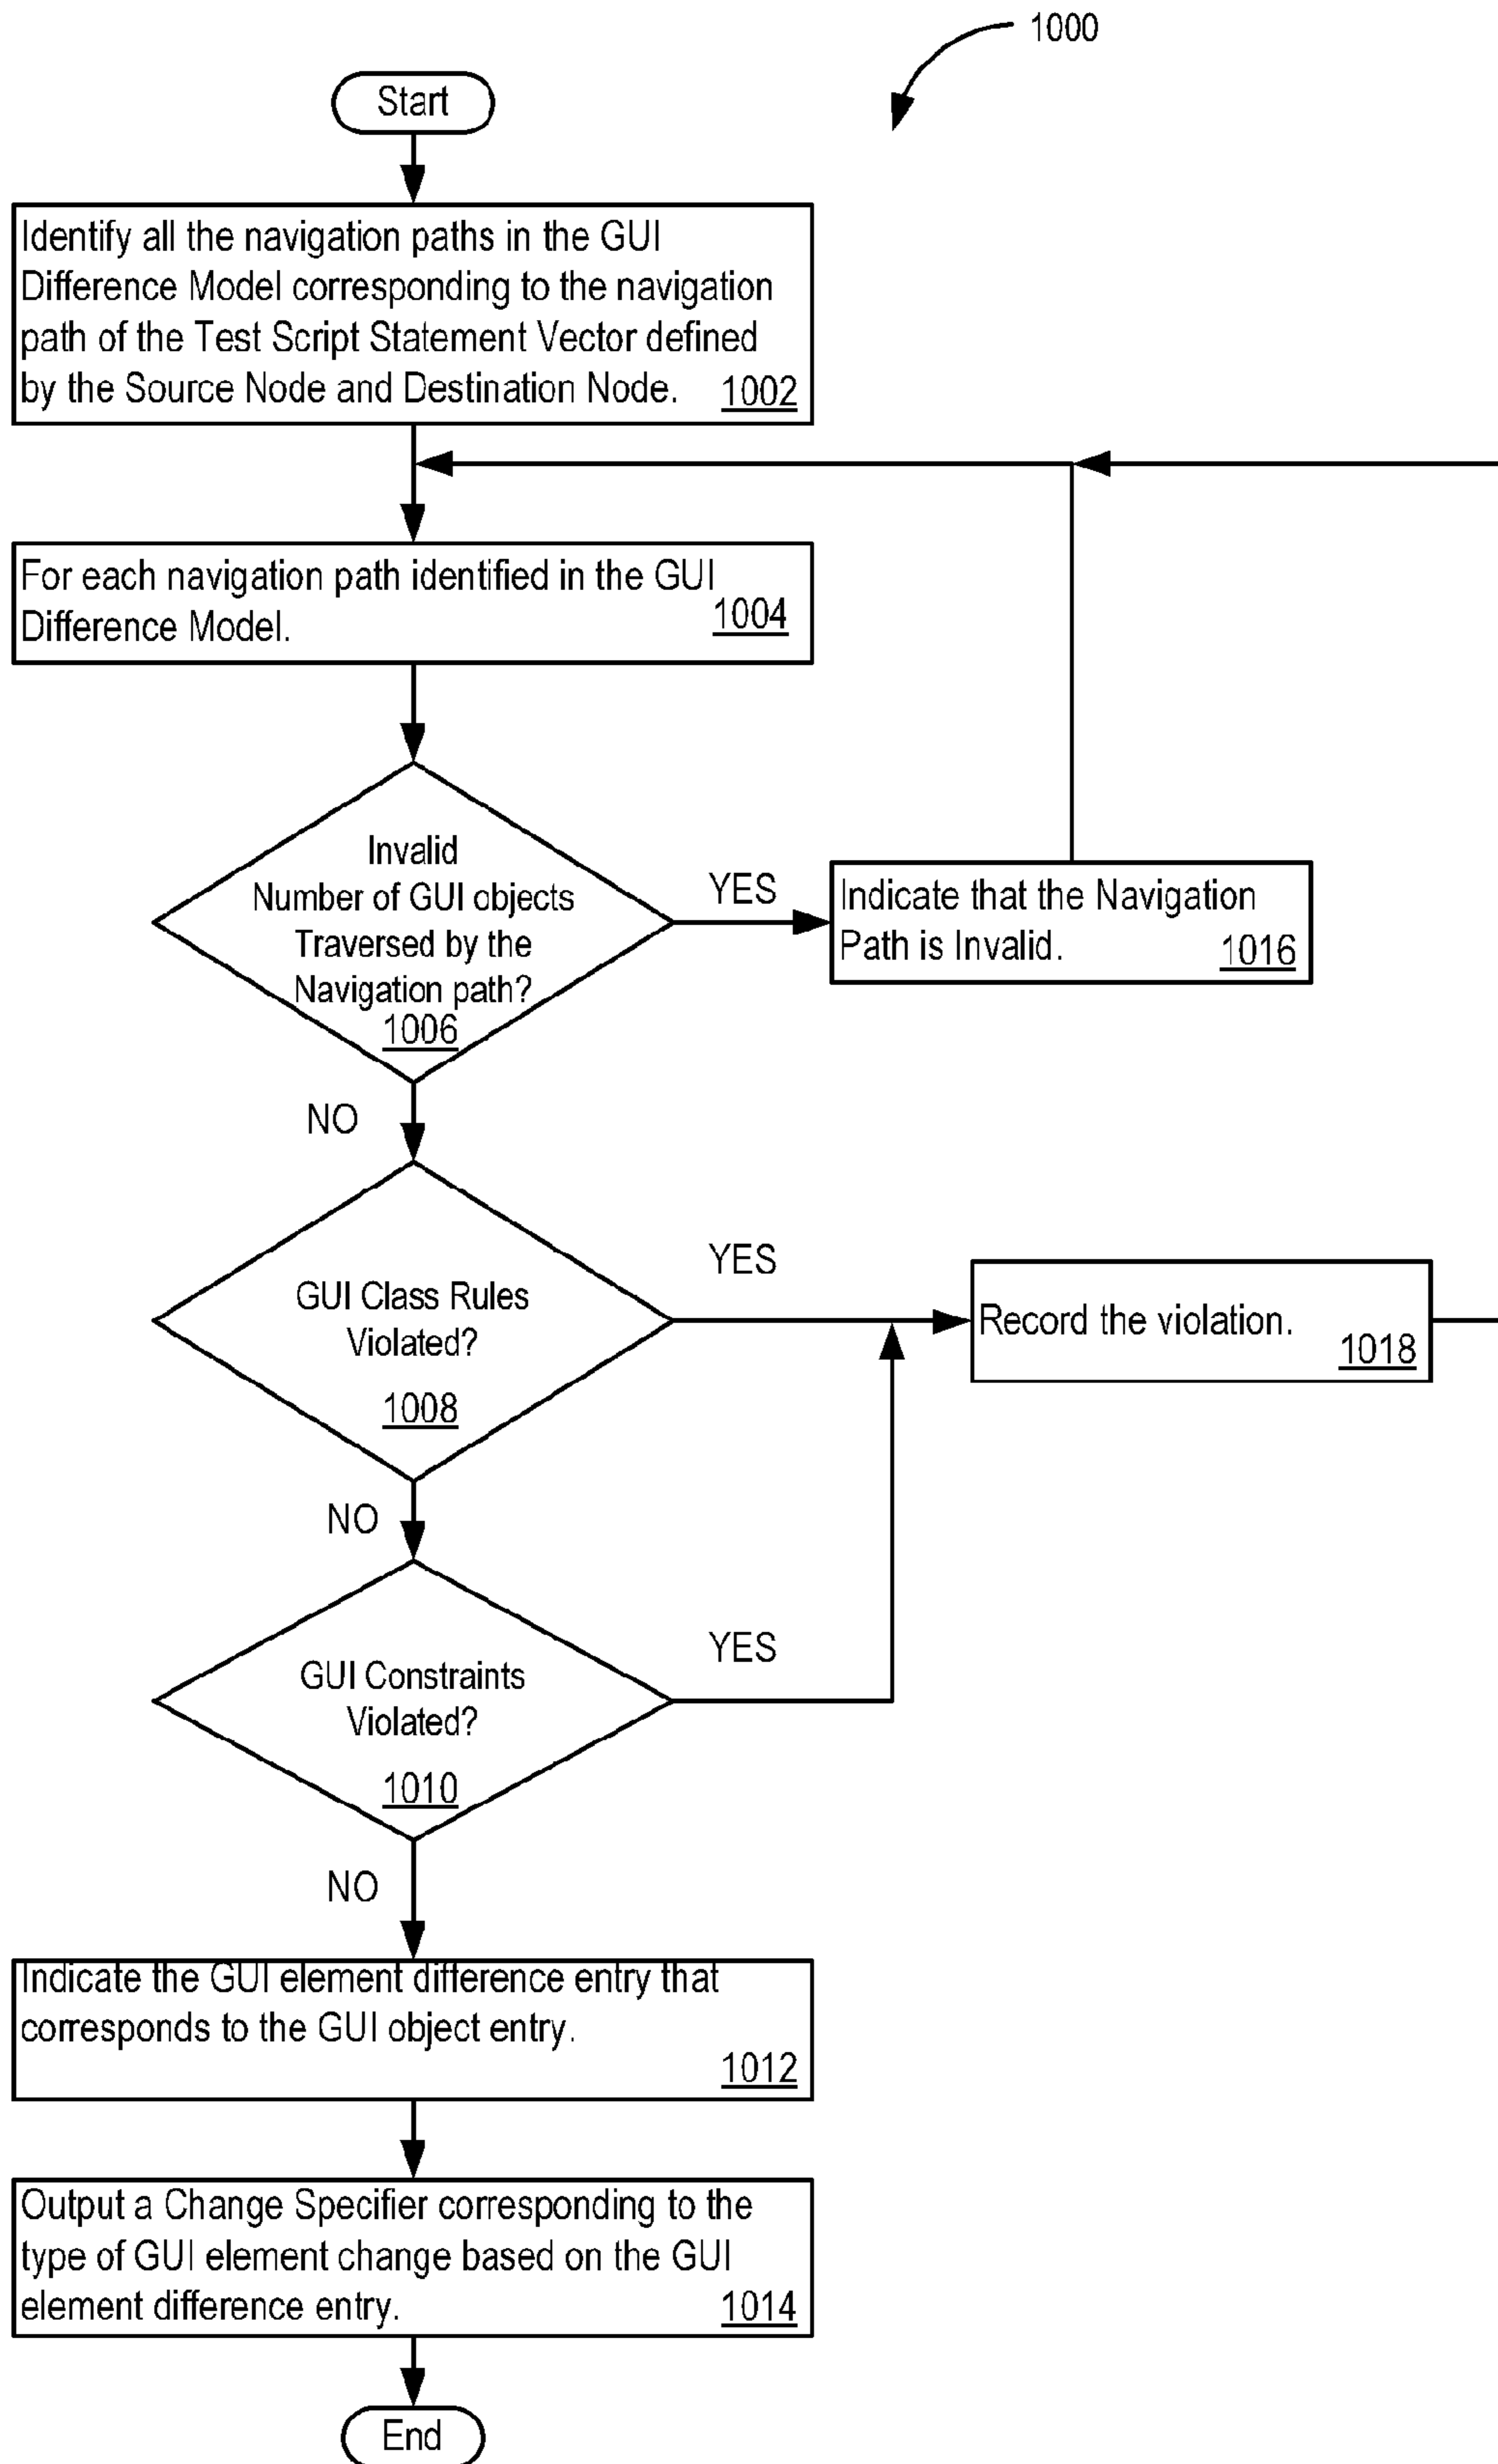 1000
Start
Identify all the navigation paths in the GUI
Difference Model corresponding to the navigation
path of the Test Script Statement Vector defined
by the Source Node and Destination Node. 1002
For each navigation path identified in the GUI
Difference Model. 1004
Invalid
Number of GUI objects
Traversed by the
Navigation path?
1006
YES
Indicate that the Navigation
Path is Invalid. 1016
NO
GUI Class Rules
Violated?
1008
YES
Record the violation.
1018
NO
GUI Constraints
Violated?
1010
YES
NO
Indicate the GUI element difference entry that
corresponds to the GUI object entry.
1012
Output a Change Specifier corresponding to the
type of GUI element change based on the GUI
element difference entry. 1014
End